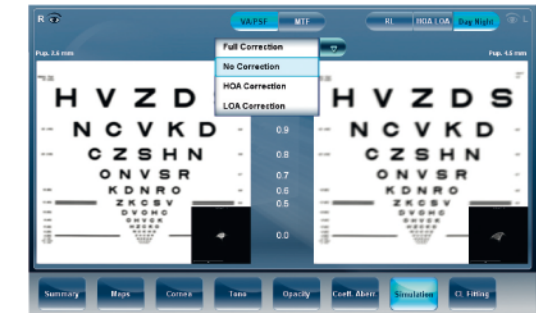 R VA/PSF MTF RL HOA LOA Day Night L
Pup. 3.6 mm Pup. 4.5 mm
Full Correction
No Correction
HOA Correction
LOA Correction
H V Z D H V Z D S
N C V K D 0.9 N C V K D
C Z S H N 0.8 C Z S H N
O N V S R 0.7 O N V S R
K D N R O 0.6 K D N R O
Z K C S V 0.5 Z K C S V
D V O H C D V O H C
0.0
Summary Maps Cornea Tono Opacity Coeff. Aberr. Simulation CL Fitting